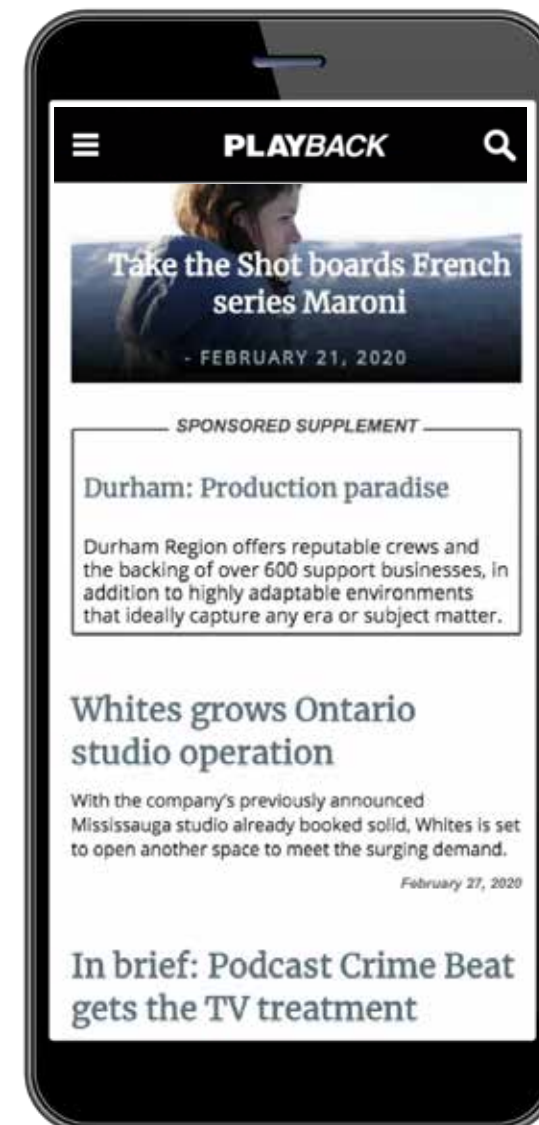 PLAYBACK
Take the Shot boards French
series Maroni
- FEBRUARY 21, 2020
SPONSORED SUPPLEMENT
Durham: Production paradise
Durham Region offers reputable crews and
the backing of over 600 support businesses, in
addition to highly adaptable environments
that ideally capture any era or subject matter.
Whites grows Ontario
studio operation
With the company's previously announced
Mississauga studio already booked solid, Whites is set
to open another space to meet the surging demand.
February 27, 2020
In brief: Podcast Crime Beat
gets the TV treatment